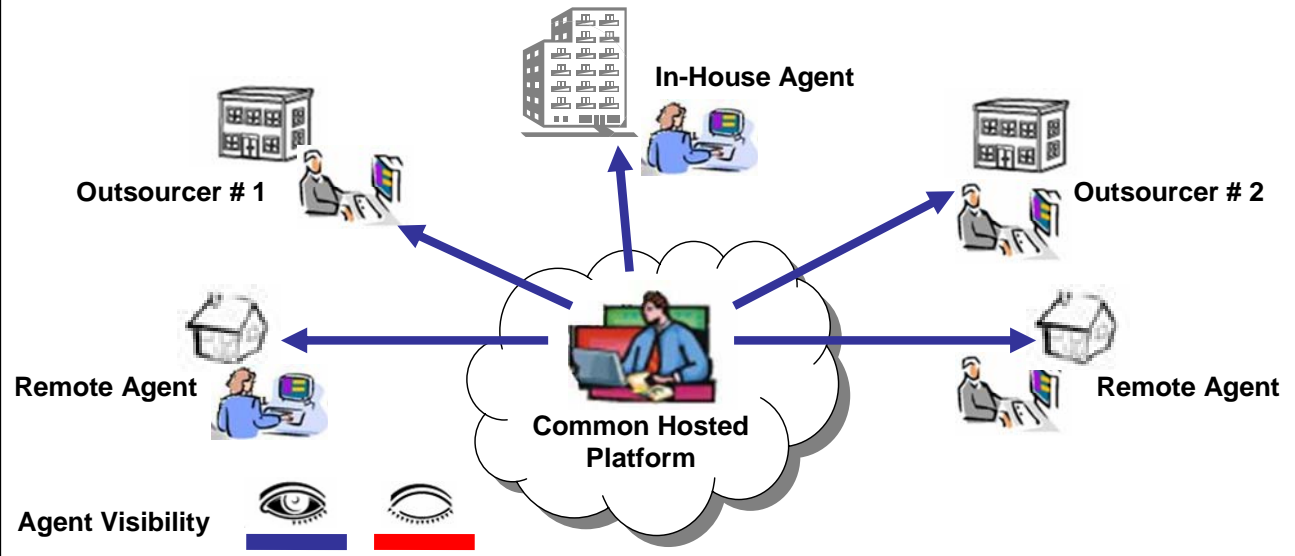 In-House Agent
Outsourcer # 1
Outsourcer # 2
Remote Agent
Remote Agent
Common Hosted
Platform
Agent Visibility